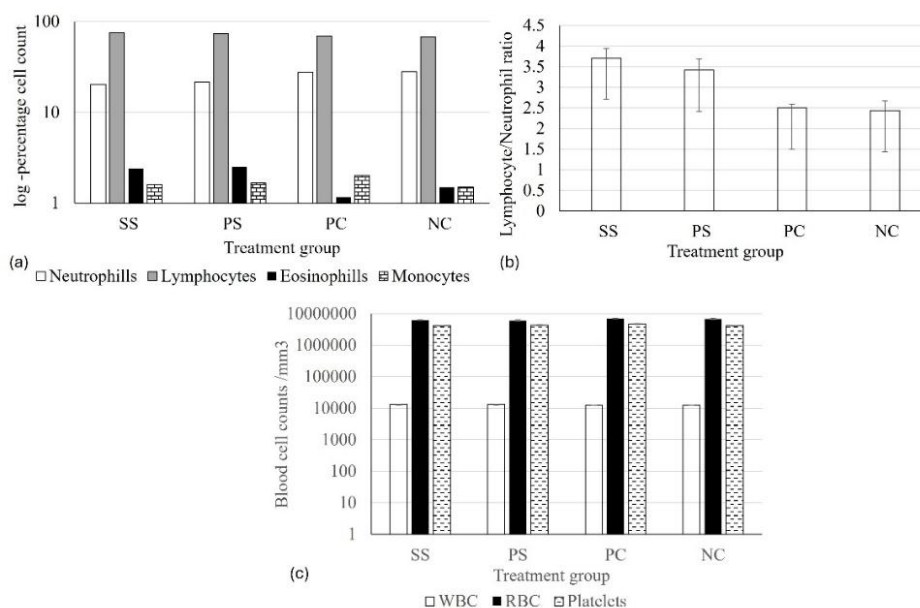 log -percentage cell count
100
10
1
SS PS PC NC
Treatment group
(a)
Neutrophills Lymphocytes Eosinophills Monocytes
Lymphocyte/Neutrophil ratio
4.5
4
3.5
3
2.5
2
1.5
1
0.5
0
SS PS PC NC
Treatment group
(b)
Blood cell counts /mm3
10000000
1000000
100000
10000
1000
100
10
1
SS PS PC NC
Treatment group
(c)
WBC RBC Platelets